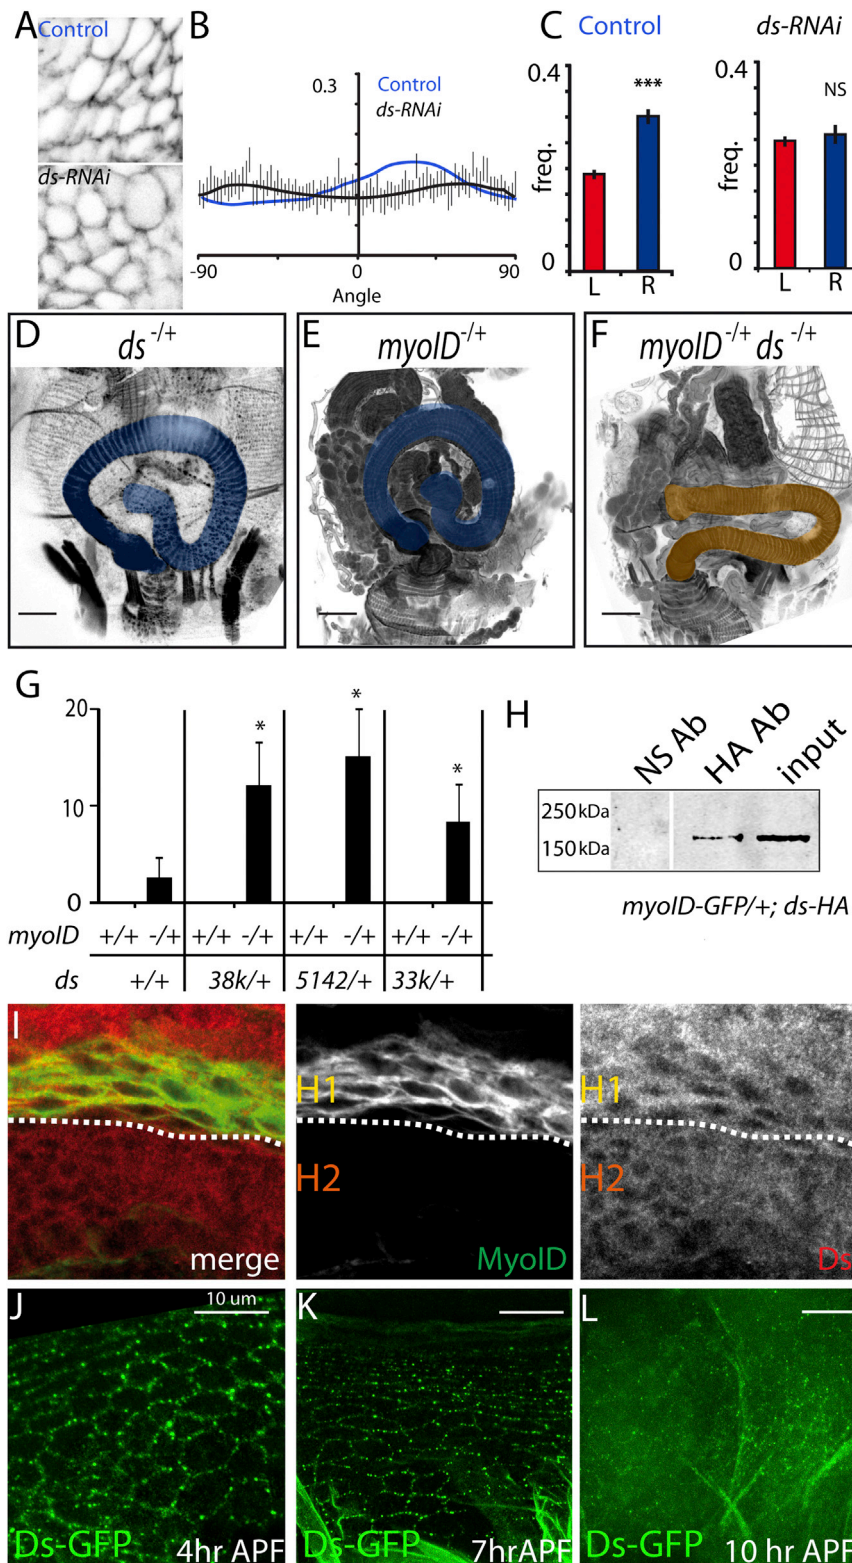 A
Control
ds-RNAi
B
0.3
Control
ds-RNAi
-90
0
90
Angle
C
Control
ds-RNAi
0.4
***
freq.
0
L
R
0.4
NS
freq.
0
L
R
D
ds -/+
E
myoID-/+
F
myoID-/+ ds -/+
G
20
*
*
*
10
0
myoID +/+ -/+ +/+ -/+ +/+ -/+ +/+ -/+
ds +/+ 38k/+ 5142/+ 33k/+
H
NS Ab
HA Ab
input
250 kDa
150 kDa
myoID-GFP/+; ds-HA
I
merge
H1
H2
MyoID
H1
H2
Ds
J
10 um
Ds-GFP
4hr APF
K
Ds-GFP
7hrAPF
L
Ds-GFP
10 hr APF